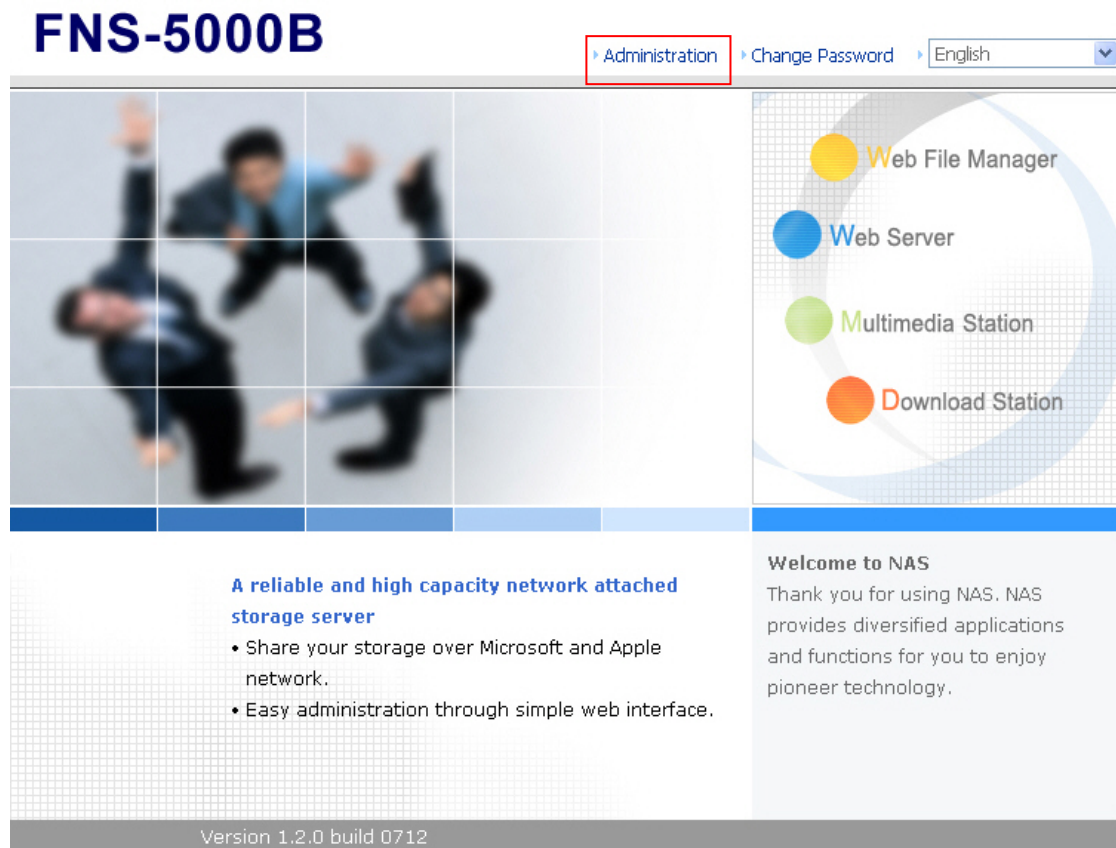 FNS-5000B
Administration
Change Password
English
Web File Manager
Web Server
Multimedia Station
Download Station
A reliable and high capacity network attached
storage server
• Share your storage over Microsoft and Apple
network.
• Easy administration through simple web interface.
Welcome to NAS
Thank you for using NAS. NAS
provides diversified applications
and functions for you to enjoy
pioneer technology.
Version 1.2.0 build 0712